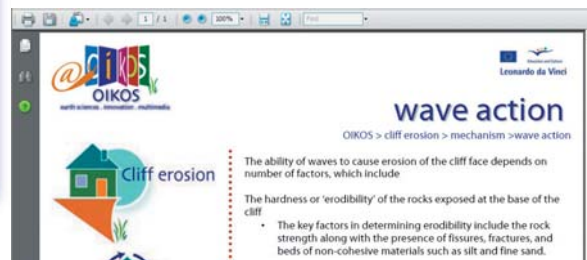 1 / 1
100%
Find
OIKOS
earth sciences . innovation . multimedia
Leonardo da Vinci
wave action
OIKOS > cliff erosion > mechanism >wave action
Cliff erosion
The ability of waves to cause erosion of the cliff face depends on
number of factors, which include
The hardness or 'erodibility' of the rocks exposed at the base of the
cliff
• The key factors in determining erodibility include the rock
strength along with the presence of fissures, fractures, and
beds of non-cohesive materials such as silt and fine sand.